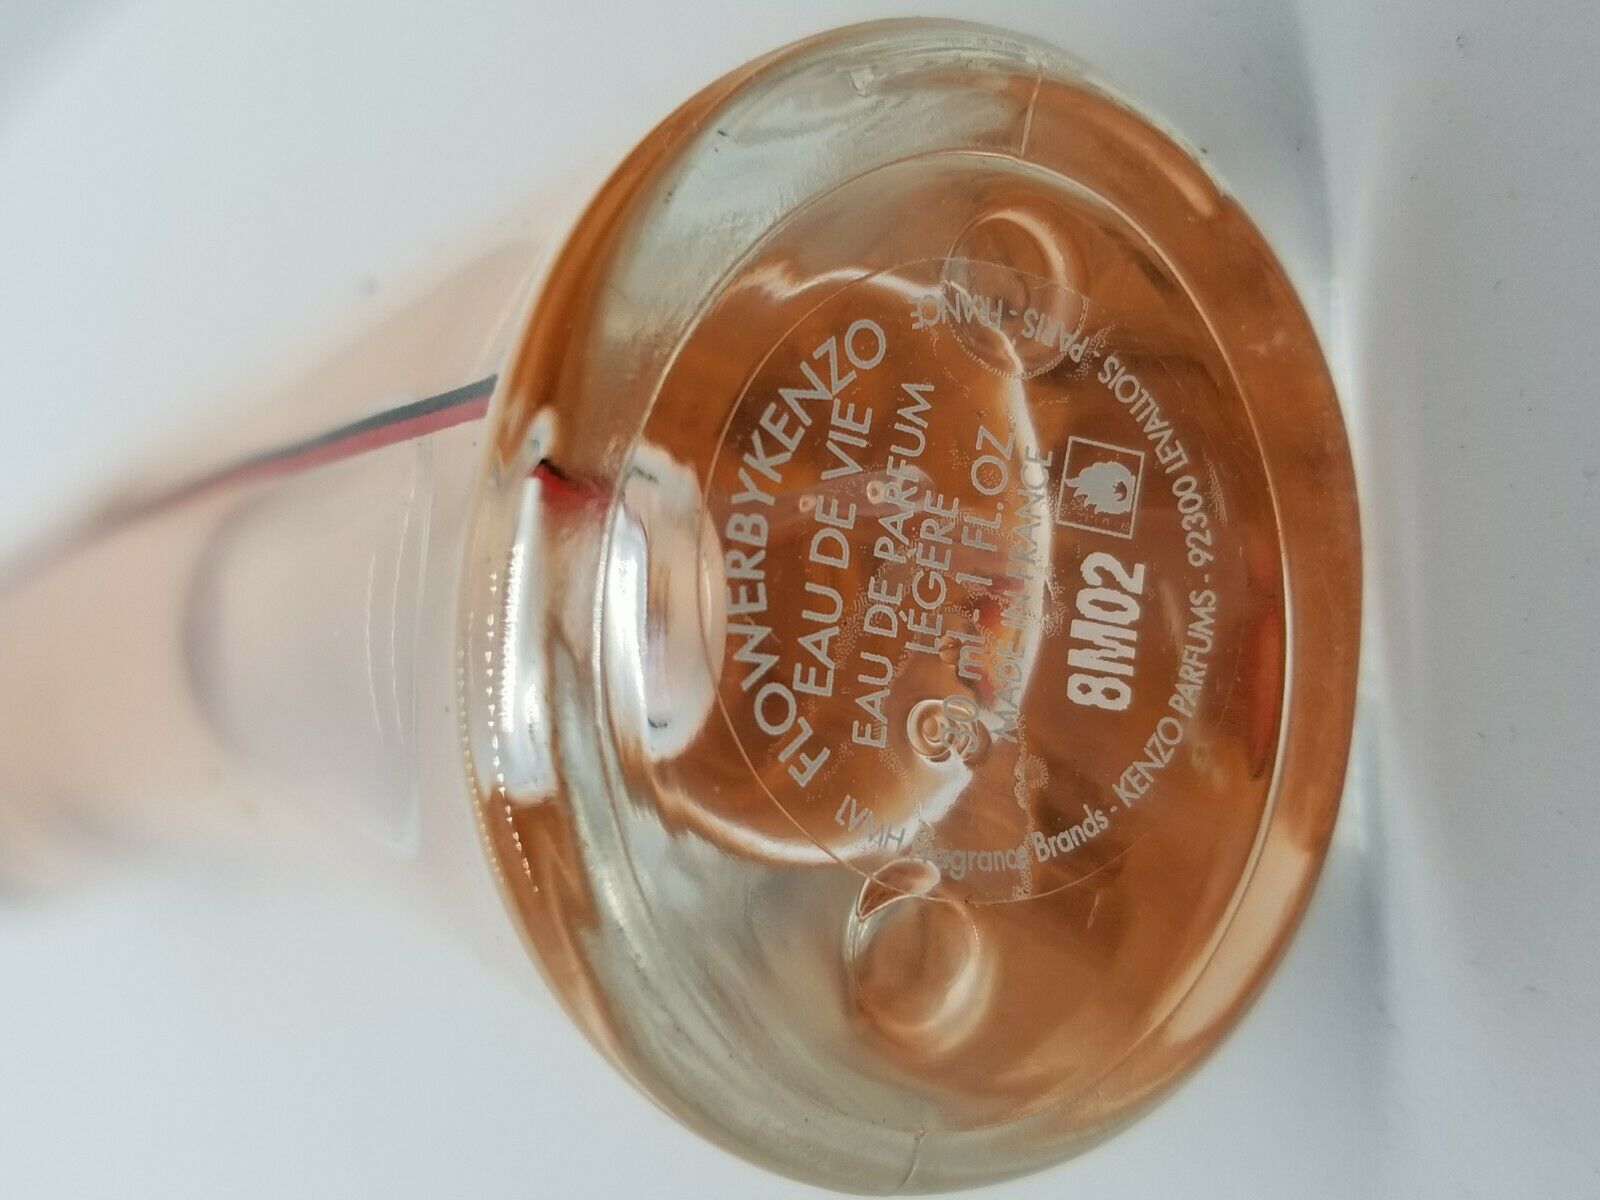 FLOWERBYKENZO
EAU DE VIE
EAU DE PARFUM
LÉGÈRE
30 ml - 1 FL.OZ.
MADE IN FRANCE
8M02
Brands - KENZO PARFUMS - 92300 LEVALLOIS - PARIS - FRANCE